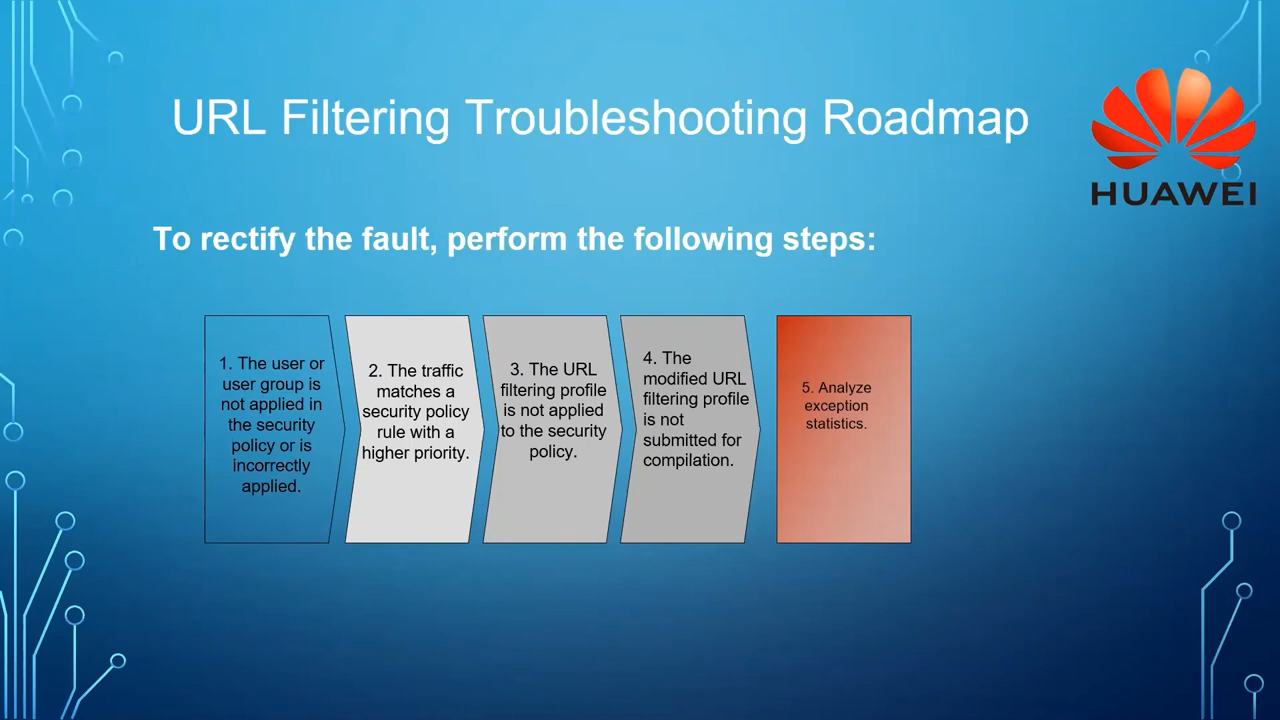 URL Filtering Troubleshooting Roadmap
HUAWEI
To rectify the fault, perform the following steps:
1. The user or
user group is
not applied in
the security
policy or is
incorrectly
applied.
2. The traffic
matches a
security policy
rule with a
higher priority.
3. The URL
filtering profile
is not applied
to the security
policy.
4. The
modified URL
filtering profile
is not
submitted for
compilation.
5. Analyze
exception
statistics.